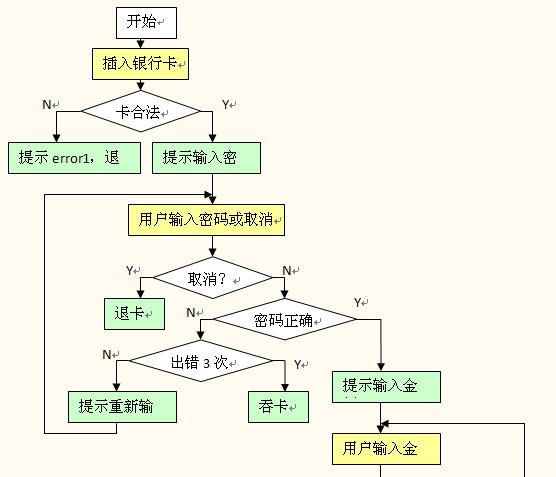 开始
插入银行卡
卡合法
N
Y
提示 error1，退
提示输入密
用户输入密码或取消
取消？
Y
N
退卡
密码正确
N
Y
出错 3 次
N
Y
提示重新输
吞卡
提示输入金
用户输入金